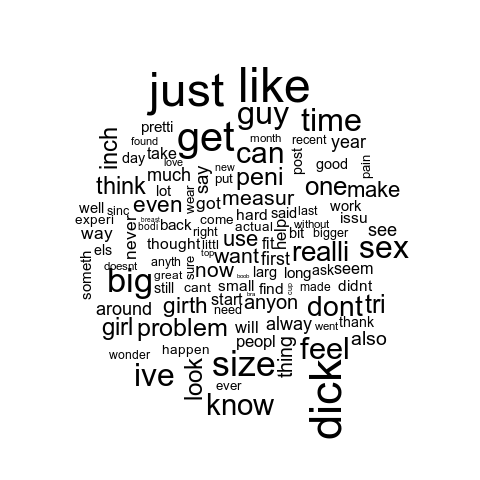 just like
guy
time
get
pretti
found
month
recent
year
inch
day
take
love
can
post
good
pain
think
much
lot
say
new
put
peni
one
make
even
wear
got
measur
well
sinc
experi
breast
bodi
back
come
hard
said
last
work
issu
way
els
never
thought
littl
right
actual
help
bit
without
bigger
see
use
fit
realli
sex
someth
doesnt
anyth
sure
top
want
first
great
now
boob
larg
long
ask
seem
big
still
cant
small
bra
find
cup
made
didnt
around
girth
start
need
anyon
dont
tri
girl
problem
will
alway
went
thank
peopl
thing
feel
also
wonder
happen
size
ive
look
ever
know
dick